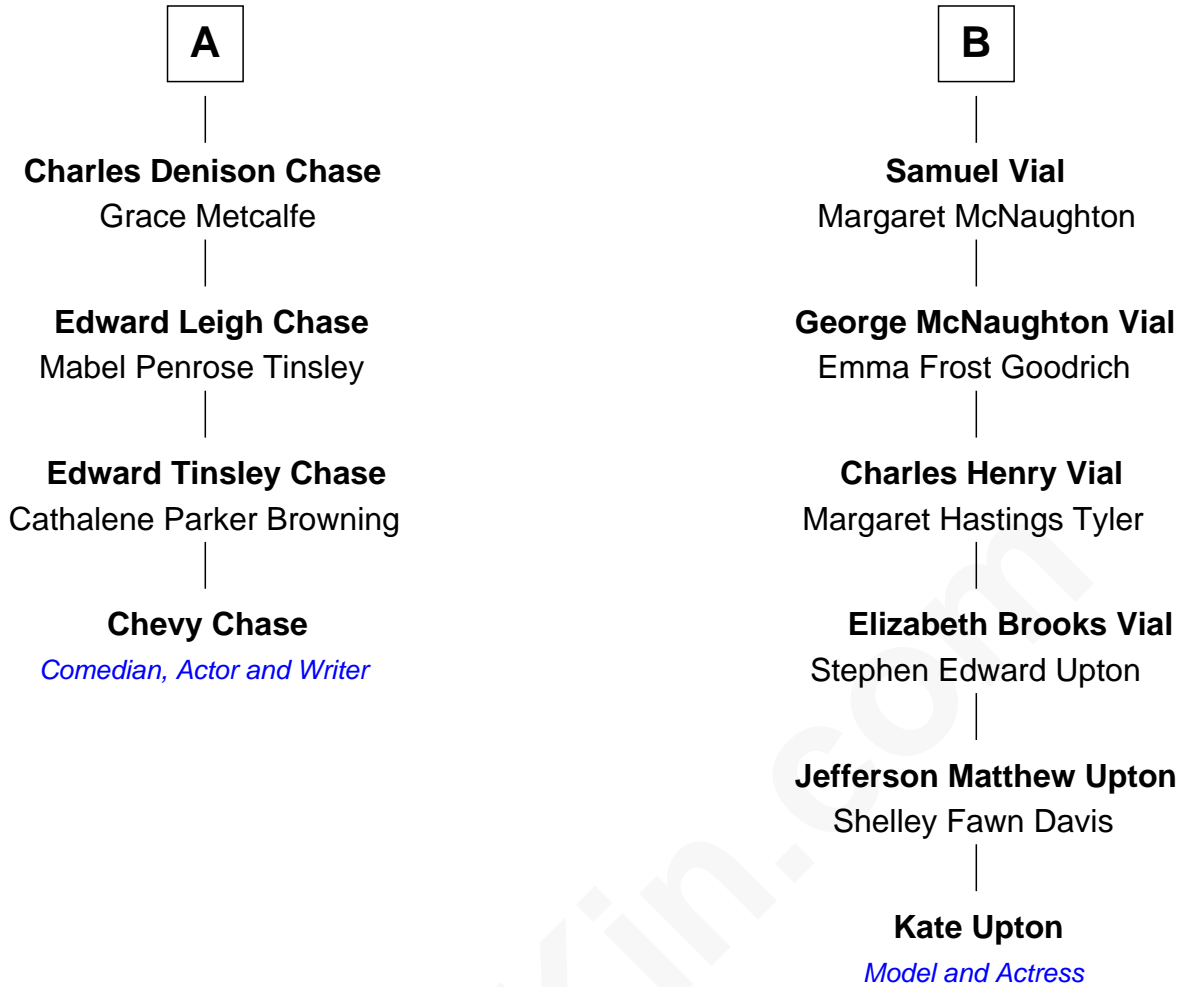 A
Charles Denison Chase
Grace Metcalfe
Edward Leigh Chase
Mabel Penrose Tinsley
Edward Tinsley Chase
Cathalene Parker Browning
Chevy Chase
Comedian, Actor and Writer
B
Samuel Vial
Margaret McNaughton
George McNaughton Vial
Emma Frost Goodrich
Charles Henry Vial
Margaret Hastings Tyler
Elizabeth Brooks Vial
Stephen Edward Upton
Jefferson Matthew Upton
Shelley Fawn Davis
Kate Upton
Model and Actress
Kin.com